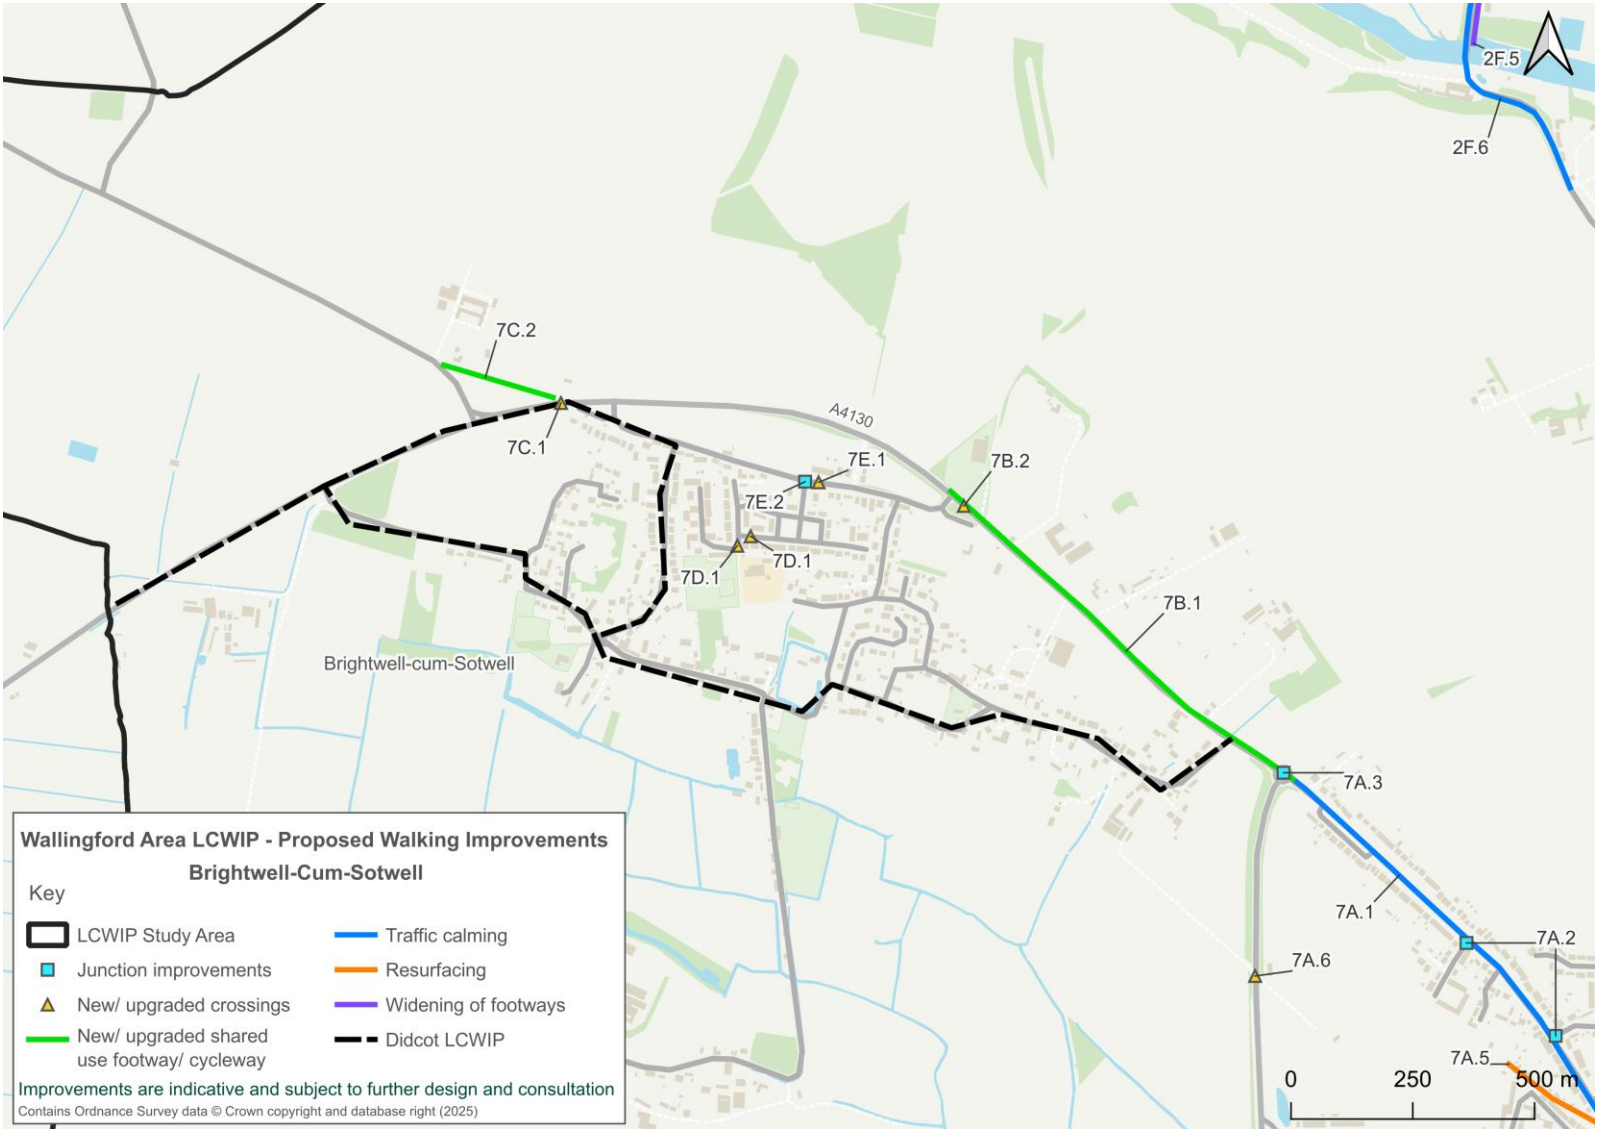 2F.5
2F.6
7C.2
A4130
7C.1
7E.1
7B.2
7E.2
7D.1
7D.1
7B.1
Brightwell-cum-Sotwell
7A.3
7A.1
7A.2
7A.6
7A.5
0 250 500 m
Wallingford Area LCWIP - Proposed Walking Improvements
Brightwell-Cum-Sotwell
Key
LCWIP Study Area
Junction improvements
New/ upgraded crossings
New/ upgraded shared
use footway/ cycleway
Traffic calming
Resurfacing
Widening of footways
Didcot LCWIP
Improvements are indicative and subject to further design and consultation
Contains Ordnance Survey data © Crown copyright and database right (2025)